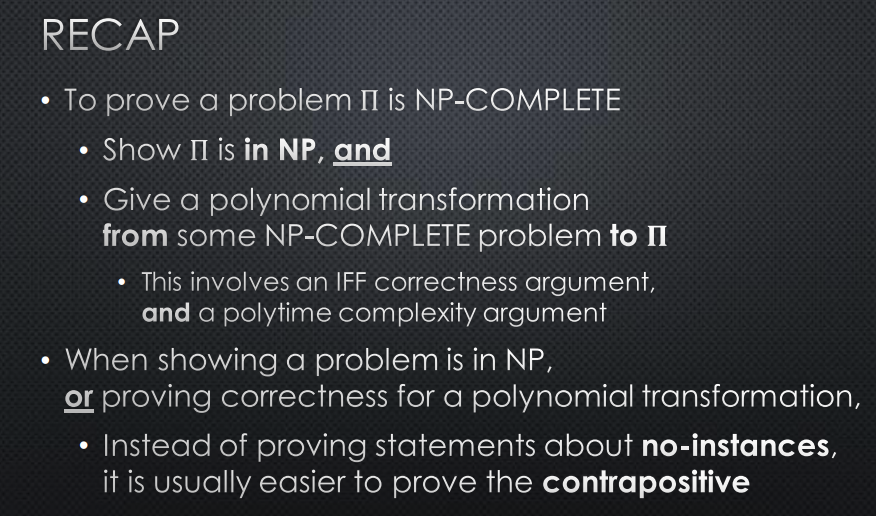 RECAP
• To prove a problem Π is NP-COMPLETE
• Show Π is in NP, and
• Give a polynomial transformation
from some NP-COMPLETE problem to Π
• This involves an IFF correctness argument,
and a polytime complexity argument
• When showing a problem is in NP,
or proving correctness for a polynomial transformation,
• Instead of proving statements about no-instances,
it is usually easier to prove the contrapositive